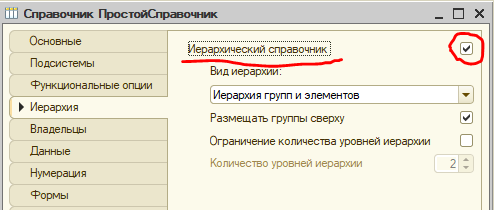 Справочник ПростойСправочник
Основные
Подсистемы
Функциональные опции
Иерархия
Владельцы
Данные
Нумерация
Формы
Иерархический справочник
Вид иерархии:
Иерархия групп и элементов
Размещать группы сверху
Ограничение количества уровней иерархии
Количество уровней иерархии
2